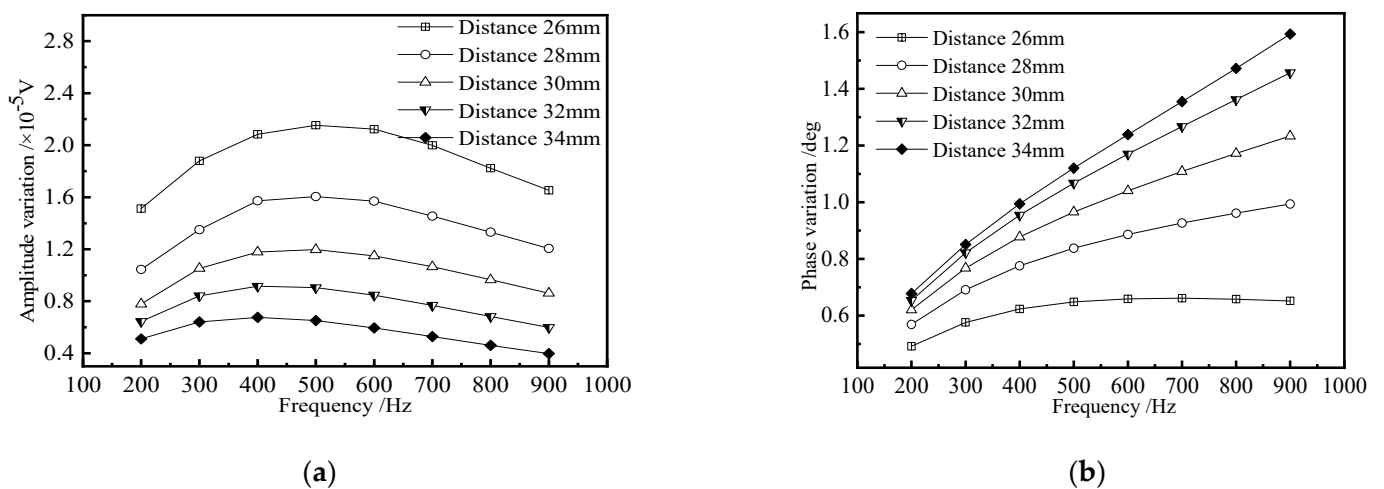 Amplitude variation /×10⁻⁵V
2.8
2.4
2.0
1.6
1.2
0.8
0.4
Distance 26mm
Distance 28mm
Distance 30mm
Distance 32mm
Distance 34mm
100 200 300 400 500 600 700 800 900 1000
Frequency /Hz
(a)
Phase variation /deg
1.6
1.4
1.2
1.0
0.8
0.6
Distance 26mm
Distance 28mm
Distance 30mm
Distance 32mm
Distance 34mm
100 200 300 400 500 600 700 800 900 1000
Frequency /Hz
(b)